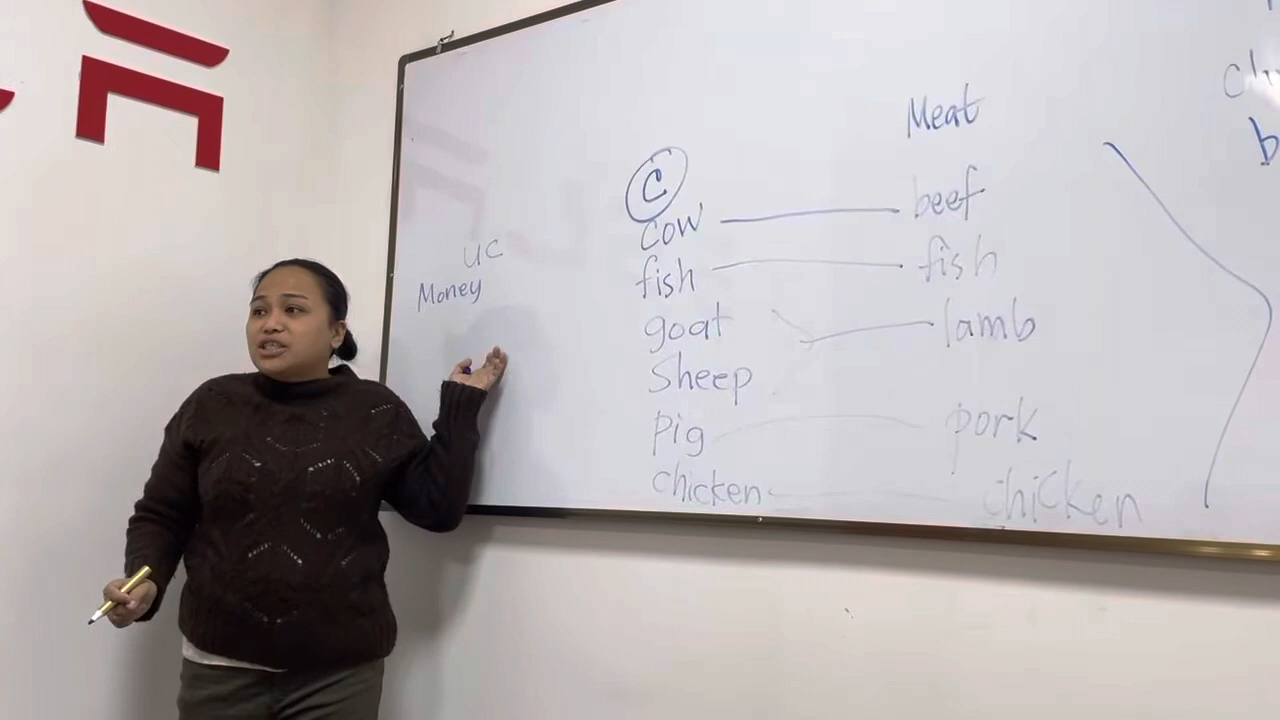 Meat
C
cow beef
fish fish
goat lamb
Sheep
pig pork
chicken chicken
UC
Money
b